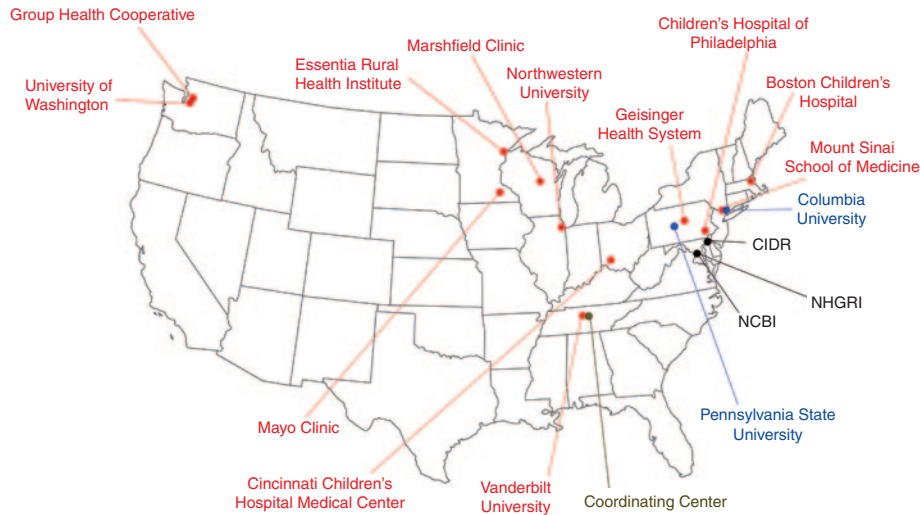 Group Health Cooperative
University of
Washington
Essentia Rural
Health Institute
Marshfield Clinic
Northwestern
University
Children's Hospital of
Philadelphia
Geisinger
Health System
Boston Children's
Hospital
Mount Sinai
School of Medicine
Columbia
University
CIDR
NHGRI
NCBI
Pennsylvania State
University
Mayo Clinic
Cincinnati Children's
Hospital Medical Center
Vanderbilt
University
Coordinating Center